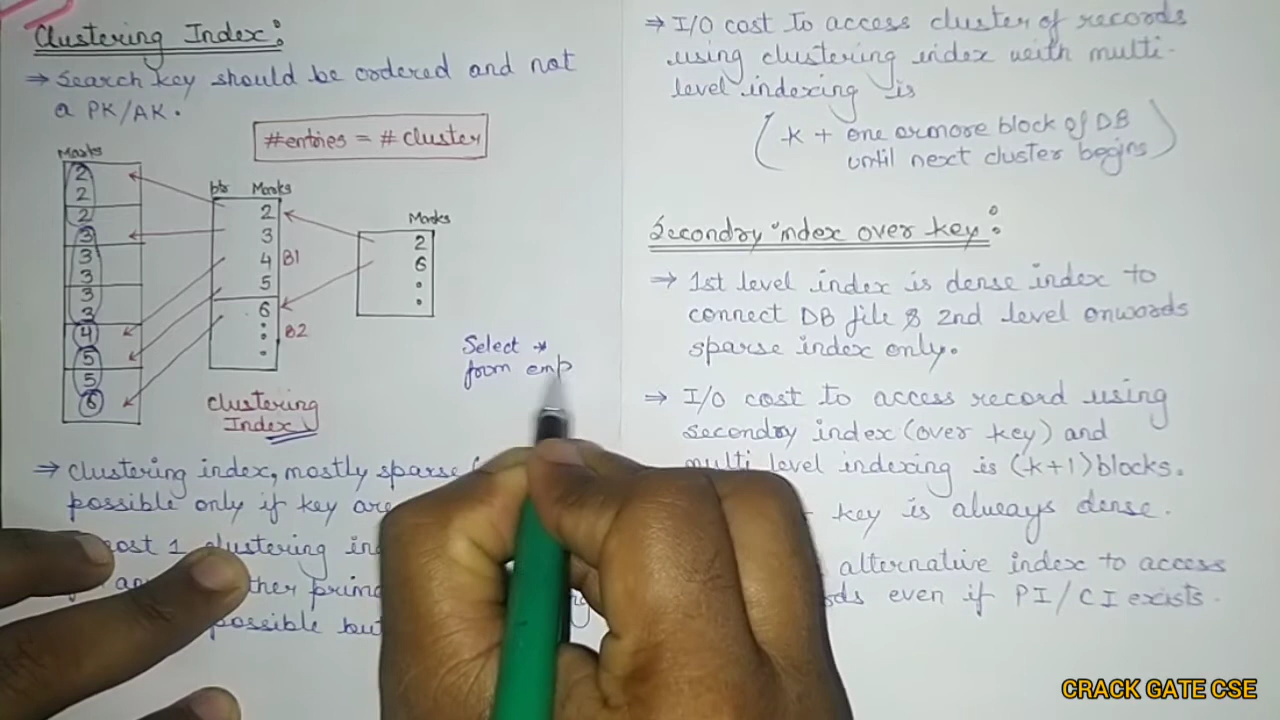 Clustering Index:
→ Search key should be ordered and not
a PK/AK.
#entries = #cluster
Marks
2
2
2
3
3
3
3
3
4
5
5
6
ptr Marks
2
3
4 B1
5
6
B2
Marks
2
6
Select *
from emp
Clustering
Index
→ Clustering index, mostly sparse
possible only if key are
most 1 clustering
possible but
→ I/O cost to access cluster of records
using clustering index with multi-
level indexing is
(k + one or more block of DB
until next cluster begins)
Secondry index over key:
→ 1st level index is dense index to
connect DB file & 2nd level onwords
sparse index only.
→ I/O cost to access record using
secondry index (over key) and
multi level indexing is (k+1) blocks.
key is always dense.
alternative index to access
even if PI/CI exists.
CRACK GATE CSE